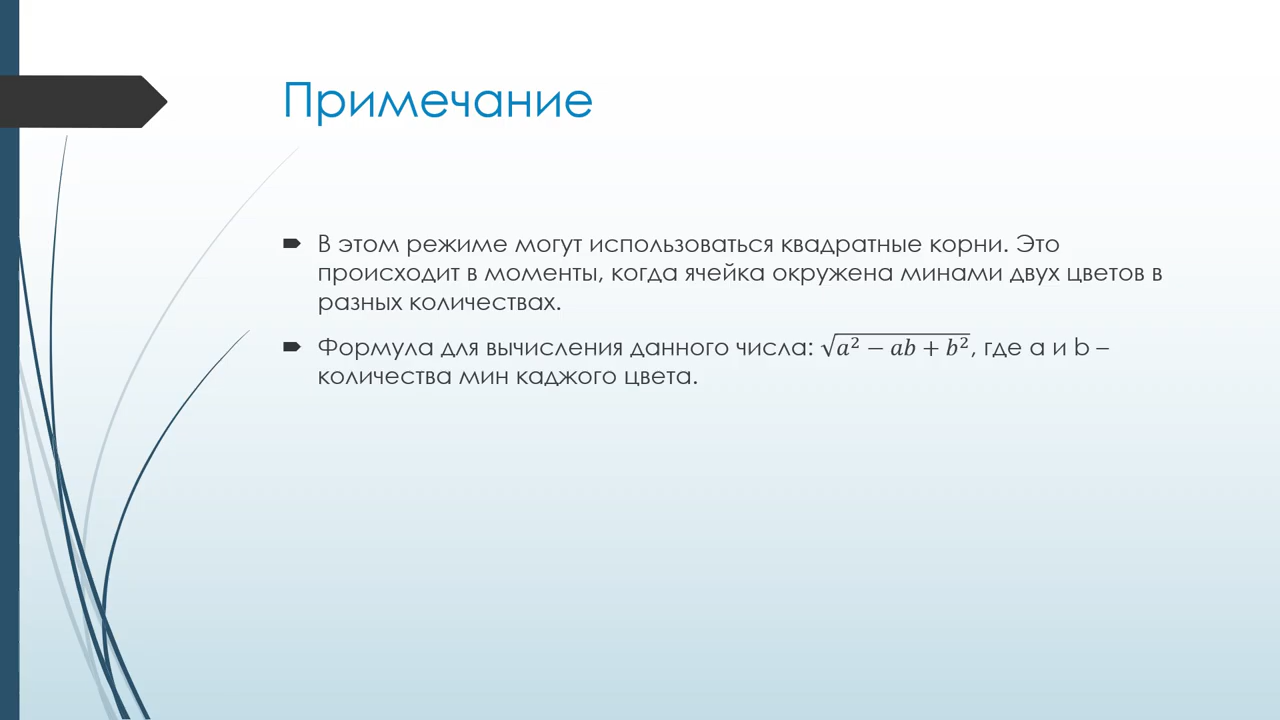 Примечание
В этом режиме могут использоваться квадратные корни. Это
происходит в моменты, когда ячейка окружена минами двух цветов в
разных количествах.
Формула для вычисления данного числа: √(a² − ab + b²), где a и b –
количества мин каджого цвета.